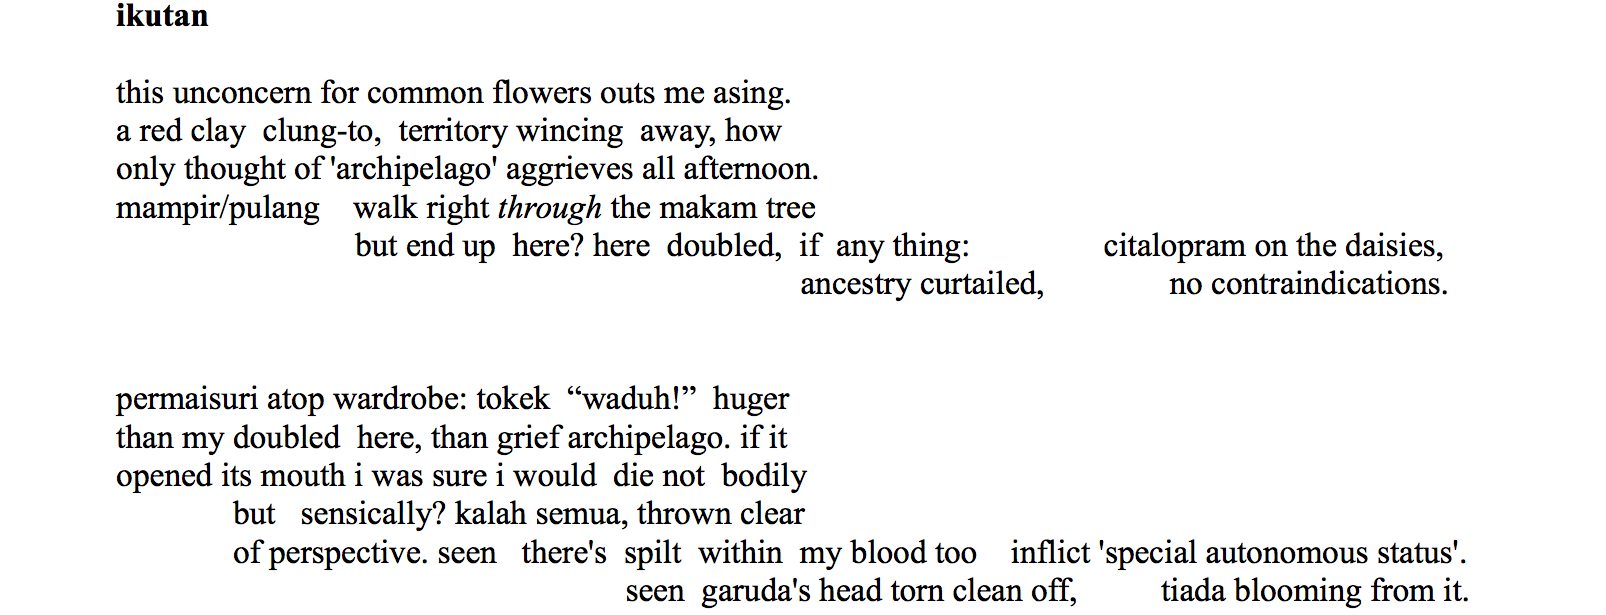 ikutan
this unconcern for common flowers outs me asing.
a red clay clung-to, territory wincing away, how
only thought of 'archipelago' aggrieves all afternoon.
mampir/pulang walk right through the makam tree
but end up here? here doubled, if any thing: citalopram on the daisies,
ancestry curtailed, no contraindications.
permaisuri atop wardrobe: tokek “waduh!” huger
than my doubled here, than grief archipelago. if it
opened its mouth i was sure i would die not bodily
but sensically? kalah semua, thrown clear
of perspective. seen there's spilt within my blood too inflict 'special autonomous status'.
seen garuda's head torn clean off, tiada blooming from it.